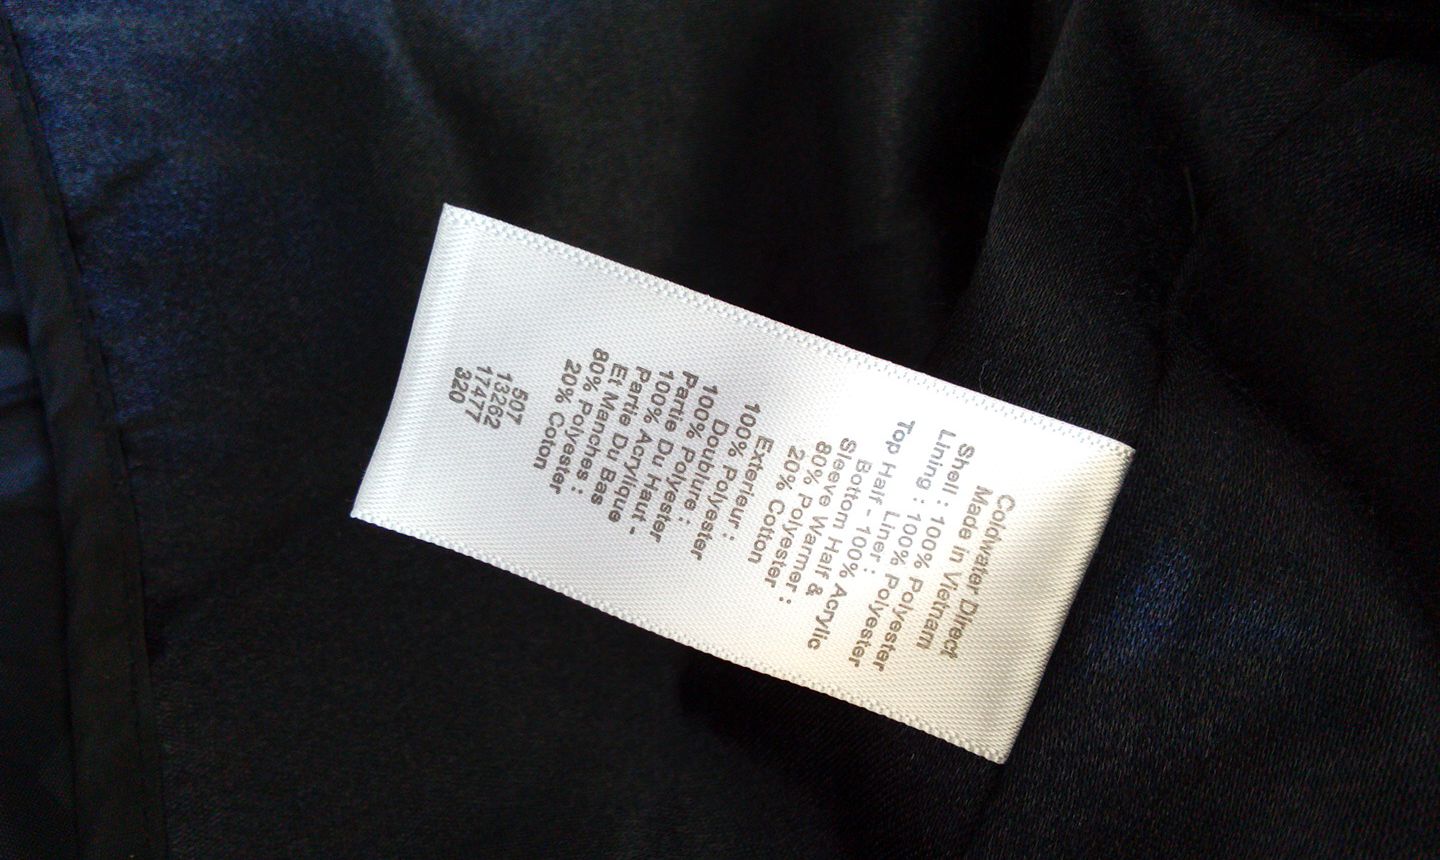 Coldwater Direct
Made in Vietnam
Shell : 100% Polyester
Lining : 100% Polyester
Liner :
Top Half - 100% Acrylic
Bottom Half &
Sleeve Warmer :
80% Polyester
20% Cotton
Exterieur :
100% Polyester
Doublure :
100% Polyester
Partie Du Haut -
100% Acrylique
Partie Du Bas
Et Manches :
80% Polyester
20% Coton
507
13262
17477
320